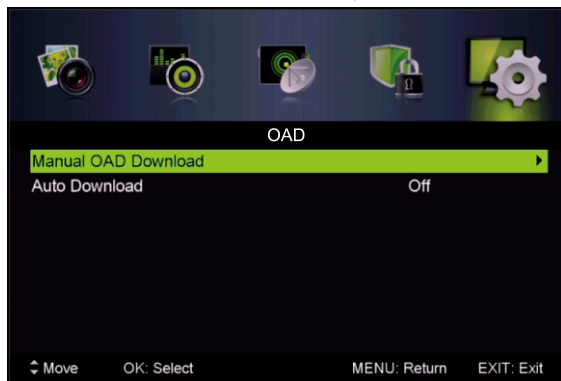 OAD
Manual OAD Download
Auto Download Off
Move OK: Select MENU: Return EXIT: Exit